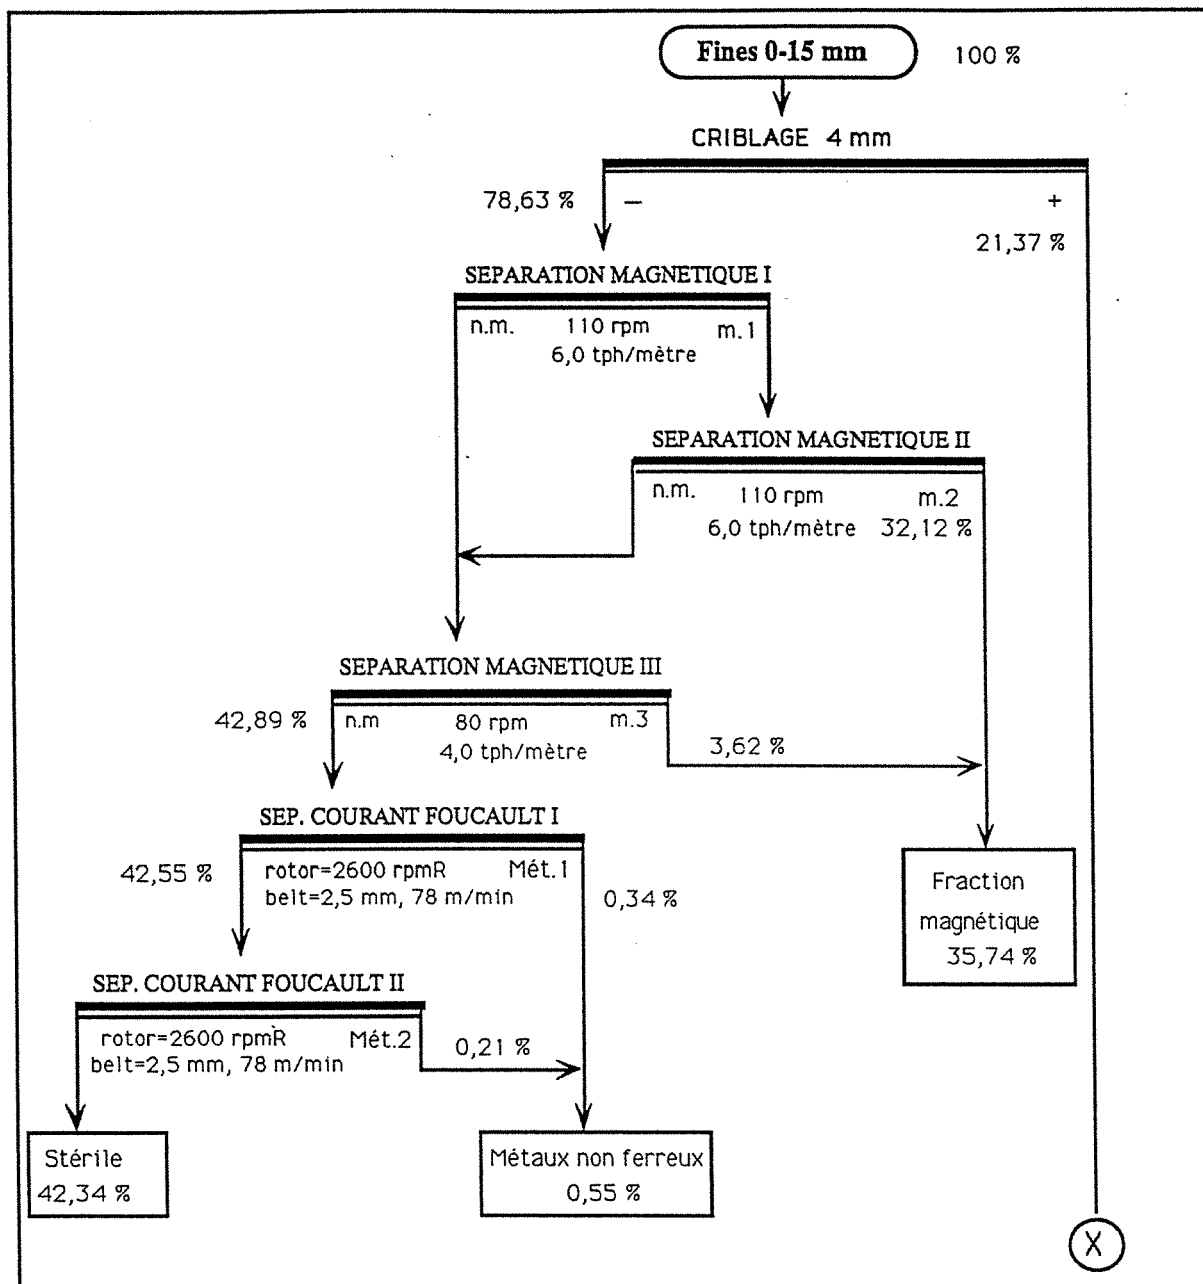 Fines 0-15 mm
100 %
CRIBLAGE 4 mm
78,63 %
–
+
21,37 %
SEPARATION MAGNETIQUE I
n.m.
110 rpm
m.1
6,0 tph/mètre
SEPARATION MAGNETIQUE II
n.m.
110 rpm
m.2
6,0 tph/mètre
32,12 %
SEPARATION MAGNETIQUE III
42,89 %
n.m
80 rpm
m.3
4,0 tph/mètre
3,62 %
SEP. COURANT FOUCAULT I
42,55 %
rotor=2600 rpmR
Mét.1
belt=2,5 mm, 78 m/min
0,34 %
Fraction
magnétique
35,74 %
SEP. COURANT FOUCAULT II
rotor=2600 rpmR
Mét.2
belt=2,5 mm, 78 m/min
0,21 %
Stérile
42,34 %
Métaux non ferreux
0,55 %
X